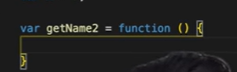 var getName2 = function () {
}